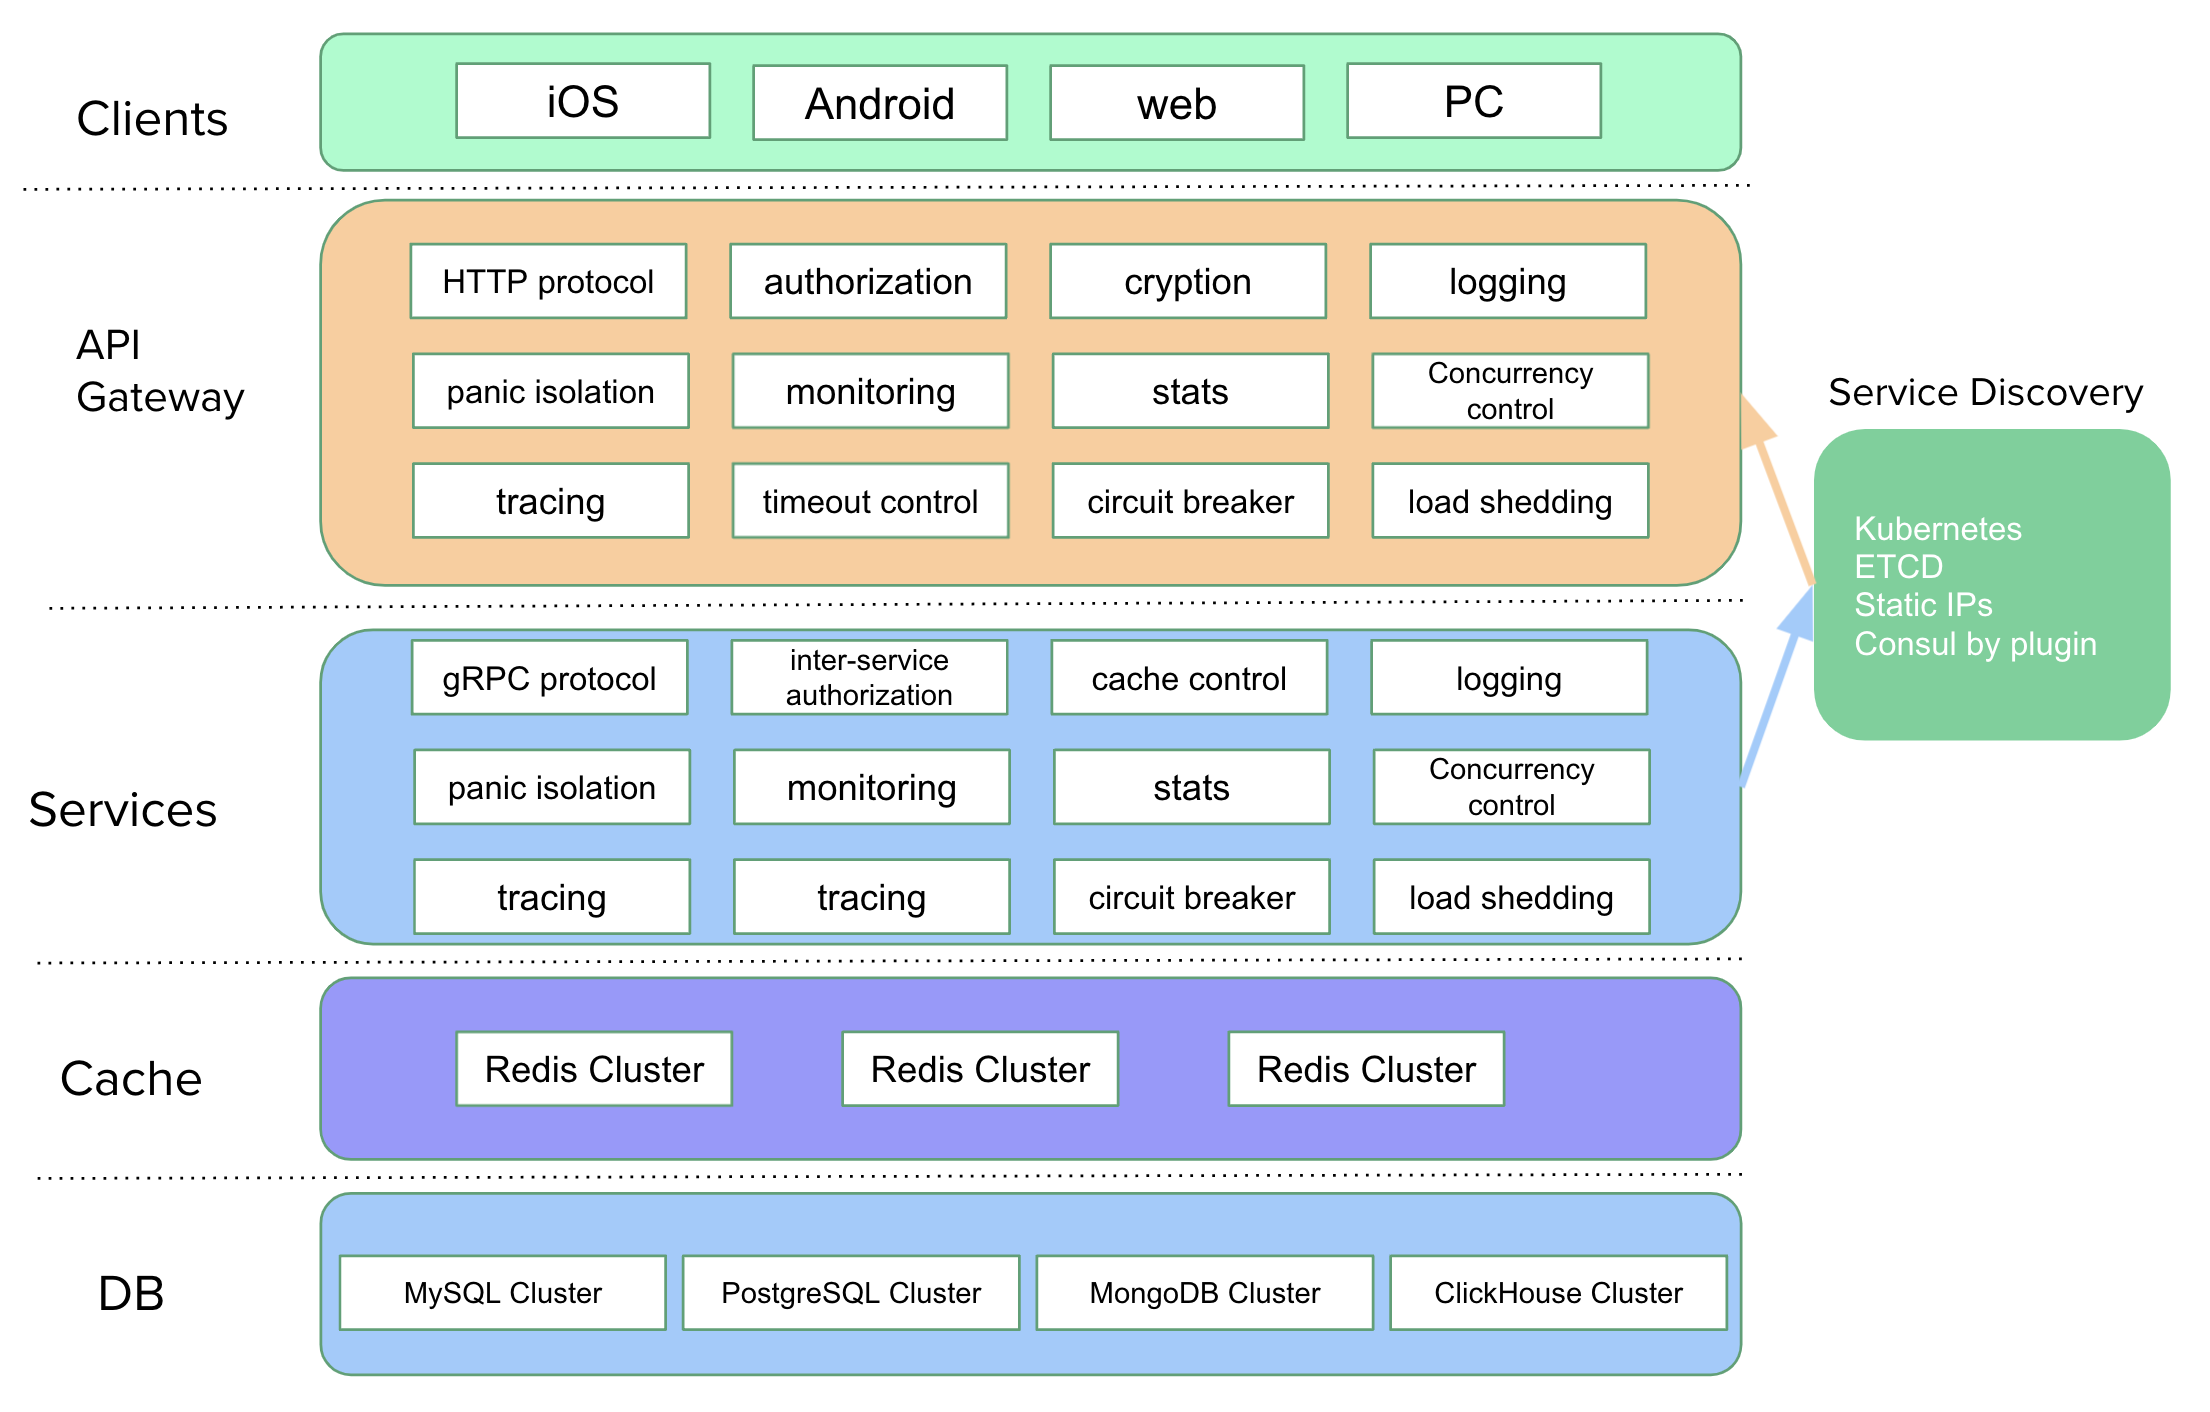 Clients
iOS
Android
web
PC
API
Gateway
HTTP protocol
authorization
cryption
logging
panic isolation
monitoring
stats
Concurrency
control
tracing
timeout control
circuit breaker
load shedding
Service Discovery
Kubernetes
ETCD
Static IPs
Consul by plugin
Services
gRPC protocol
inter-service
authorization
cache control
logging
panic isolation
monitoring
stats
Concurrency
control
tracing
tracing
circuit breaker
load shedding
Cache
Redis Cluster
Redis Cluster
Redis Cluster
DB
MySQL Cluster
PostgreSQL Cluster
MongoDB Cluster
ClickHouse Cluster